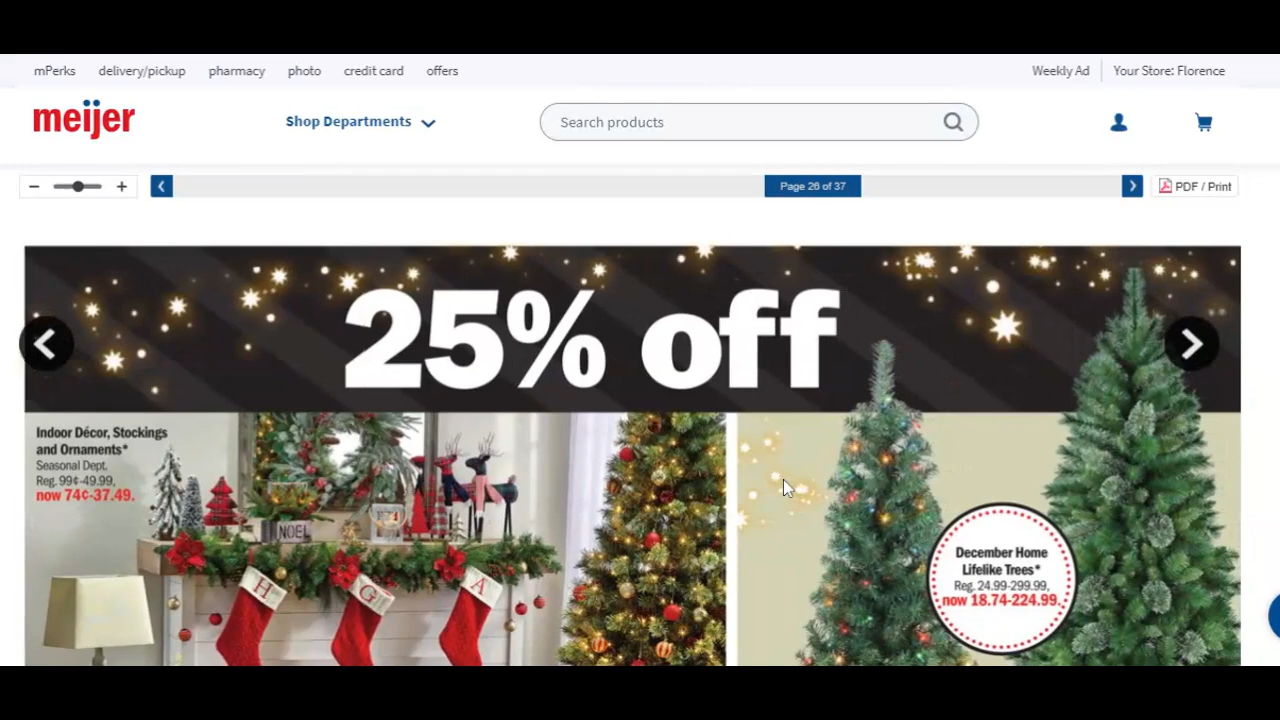 mPerks delivery/pickup pharmacy photo credit card offers Weekly Ad Your Store: Florence
meijer Shop Departments Search products
Page 26 of 37 PDF / Print
25% off
Indoor Décor, Stockings
and Ornaments*
Seasonal Dept.
Reg. 99¢-49.99,
now 74¢-37.49.
NOEL
H G A
December Home
Lifelike Trees*
Reg. 24.99-299.99,
now 18.74-224.99.